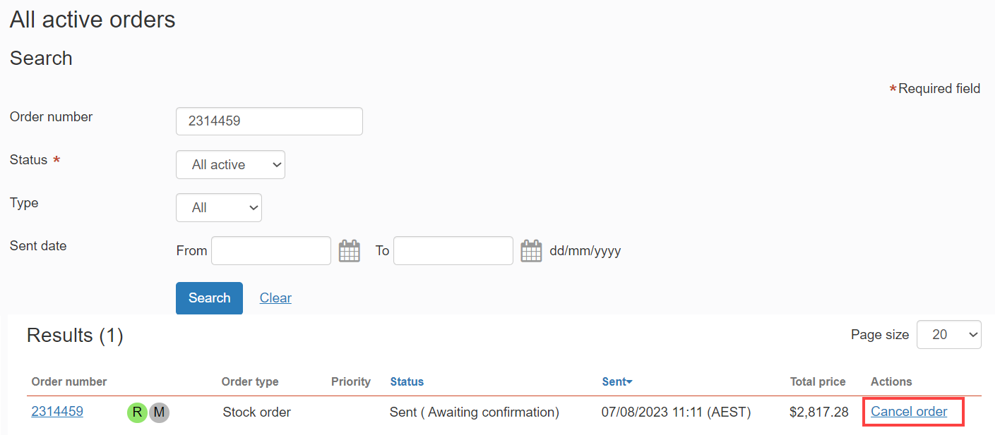 All active orders
Search
*Required field
Order number 2314459
Status * All active
Type All
Sent date From To dd/mm/yyyy
Search Clear
Results (1) Page size 20
Order number Order type Priority Status Sent Total price Actions
2314459 R M Stock order Sent ( Awaiting confirmation) 07/08/2023 11:11 (AEST) $2,817.28 Cancel order